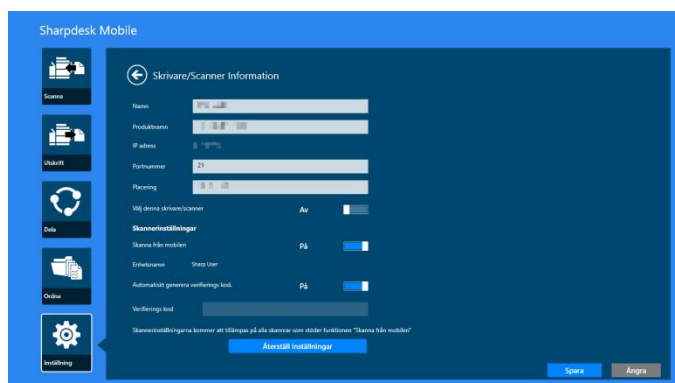 Sharpdesk Mobile
Skrivare/Scanner Information
Scanna
Namn
Produktnamn
IP adress
Utskrift
Portnummer 21
Placering
Välj denna skrivare/scanner Av
Dela
Skannerinställningar
Skanna från mobilen På
Enhetsnamn Sharp User
Automatiskt generera verifierings kod. På
Ordna
Verifierings kod
Skannerinställningarna kommer att tillämpas på alla skannrar som stöder funktionen "Skanna från mobilen"
Återställ inställningar
Inställning
Spara Ångra